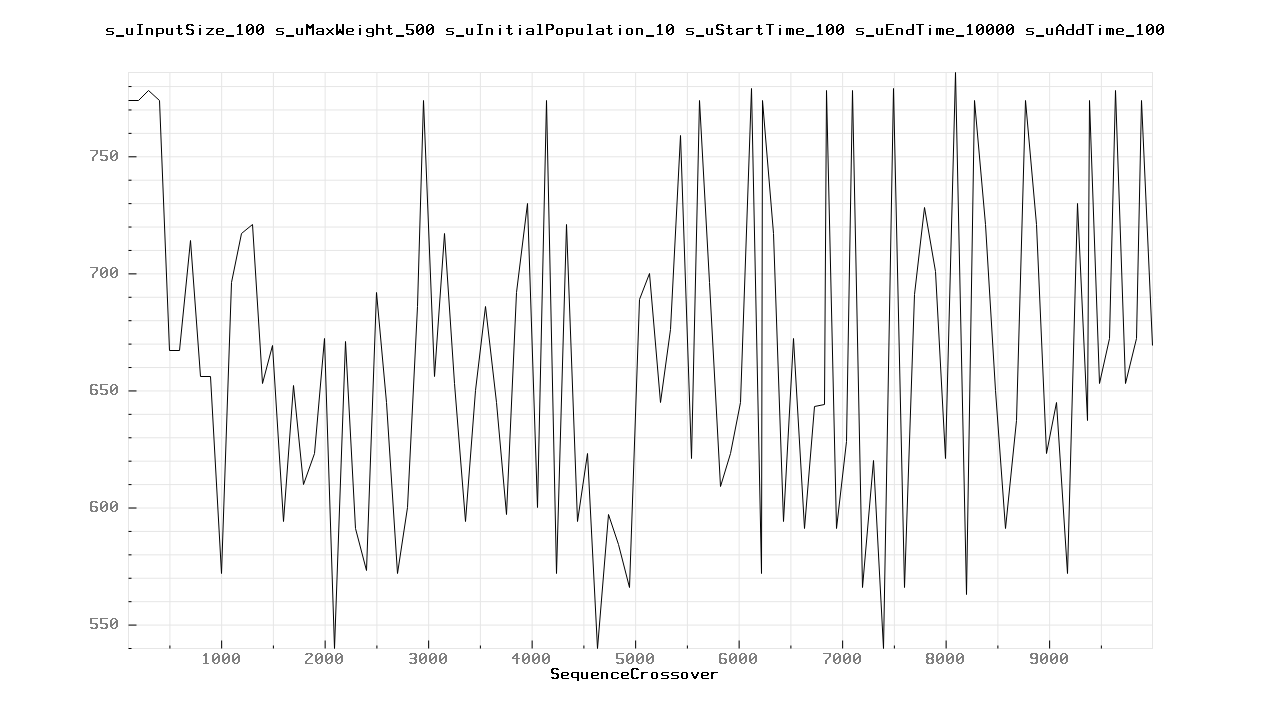 s_uInputSize_100 s_uMaxWeight_500 s_uInitialPopulation_10 s_uStartTime_100 s_uEndTime_10000 s_uAddTime_100
750
700
650
600
550
1000 2000 3000 4000 5000 6000 7000 8000 9000
SequenceCrossover